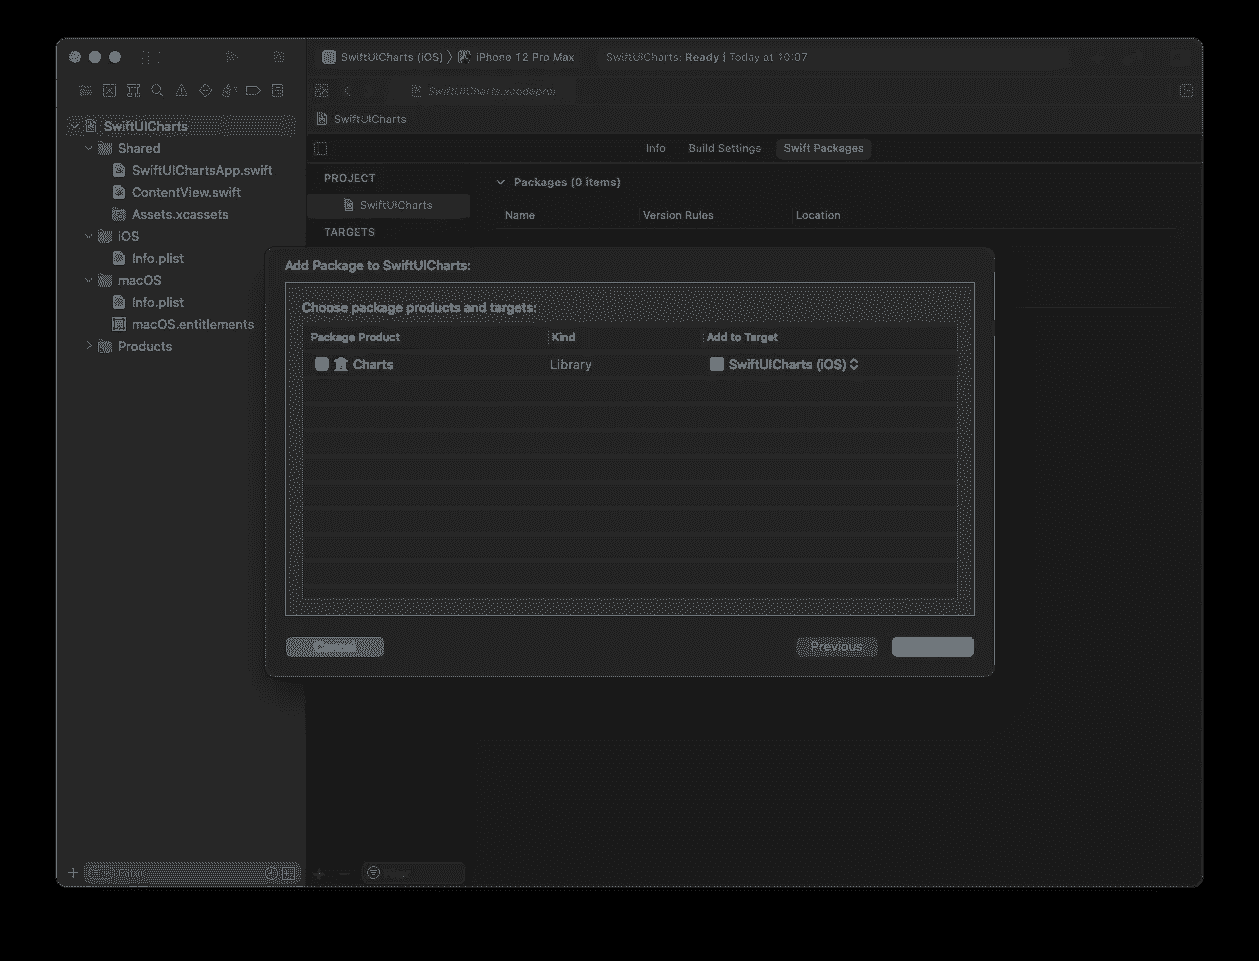 SwiftUICharts (iOS) 〉 iPhone 12 Pro Max
SwiftUICharts: Ready | Today at 10:07
SwiftUICharts.xcodeproj
SwiftUICharts
SwiftUICharts
Shared
SwiftUIChartsApp.swift
ContentView.swift
Assets.xcassets
iOS
Info.plist
macOS
Info.plist
macOS.entitlements
Products
Info Build Settings Swift Packages
PROJECT
SwiftUICharts
TARGETS
Packages (0 items)
Name Version Rules Location
Add Package to SwiftUICharts:
Choose package products and targets:
Package Product Kind Add to Target
Charts Library SwiftUICharts (iOS)
Previous